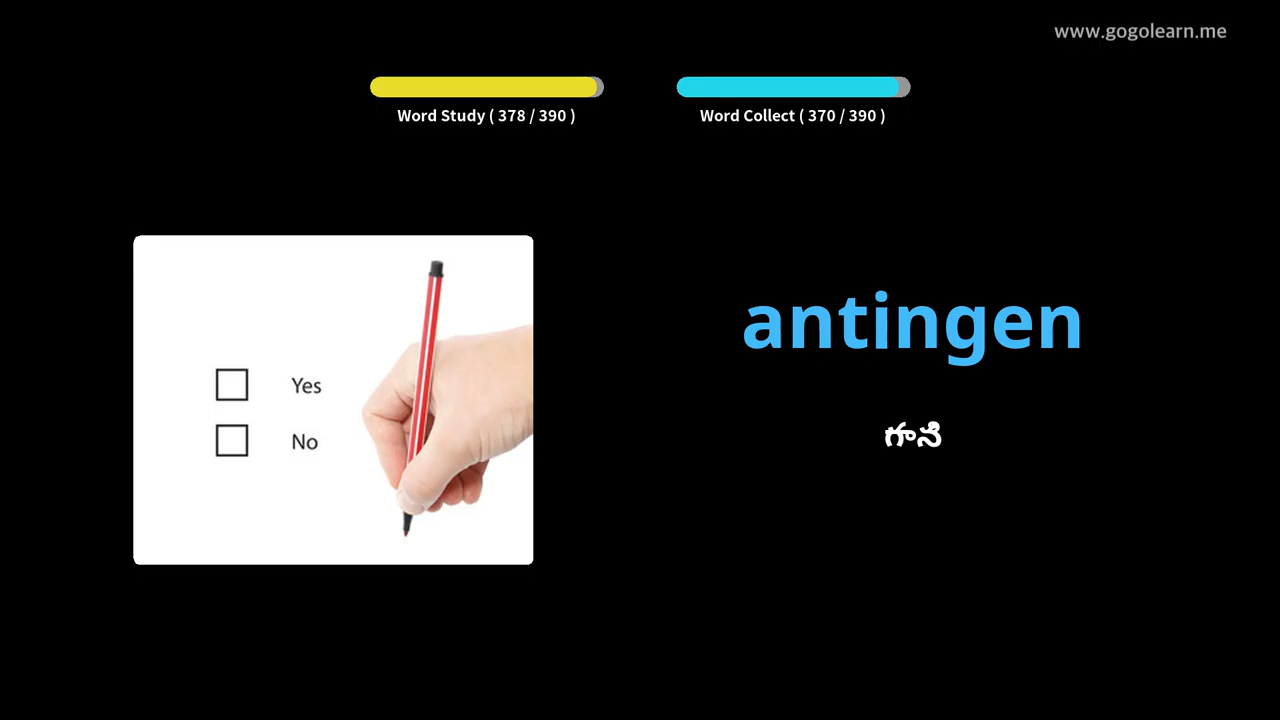 www.gogolearn.me
Word Study ( 378 / 390 )
Word Collect ( 370 / 390 )
Yes
No
antingen
గానీ